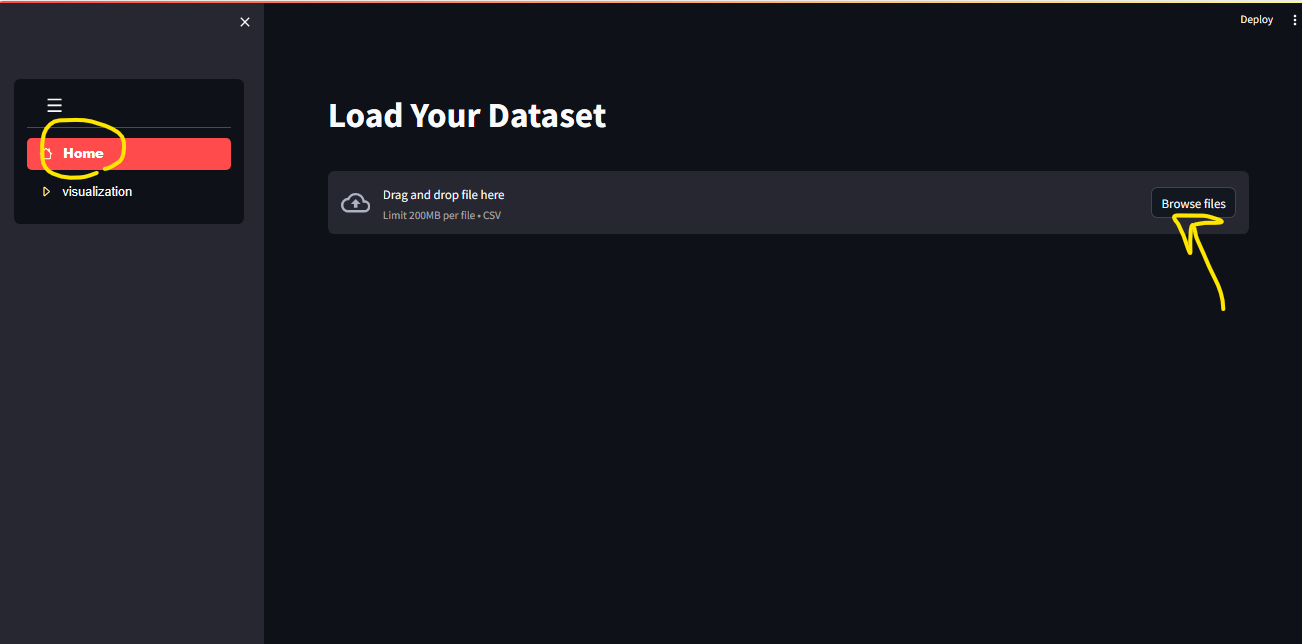 Deploy
Home
visualization
Load Your Dataset
Drag and drop file here
Limit 200MB per file • CSV
Browse files